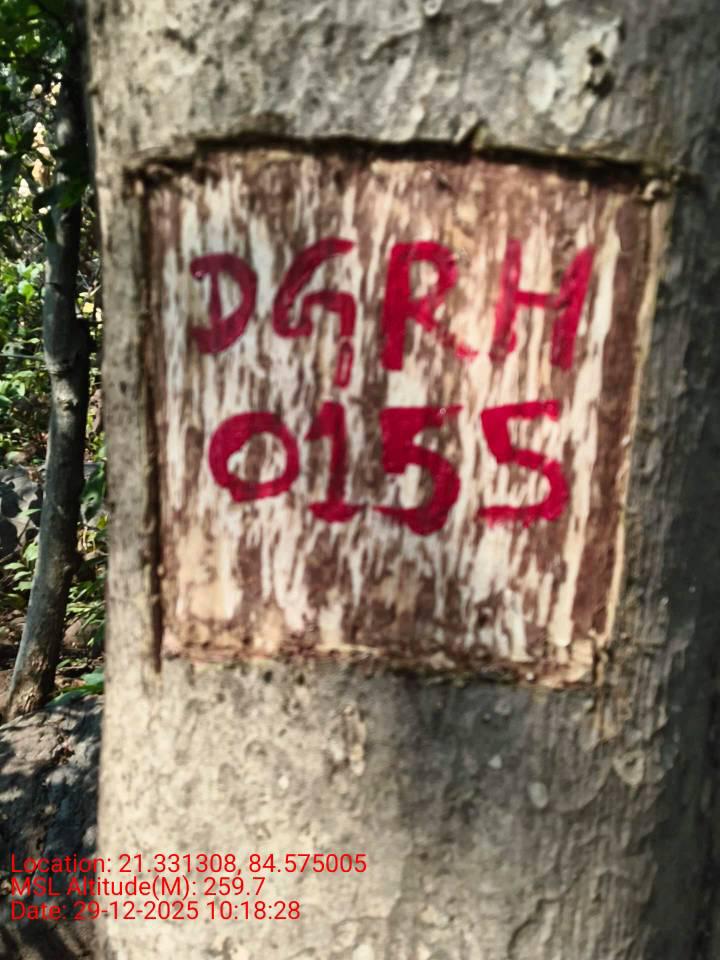 DGRH
0155
Location: 21.331308, 84.575005
MSL Altitude(M): 259.7
Date: 29-12-2025 10:18:28